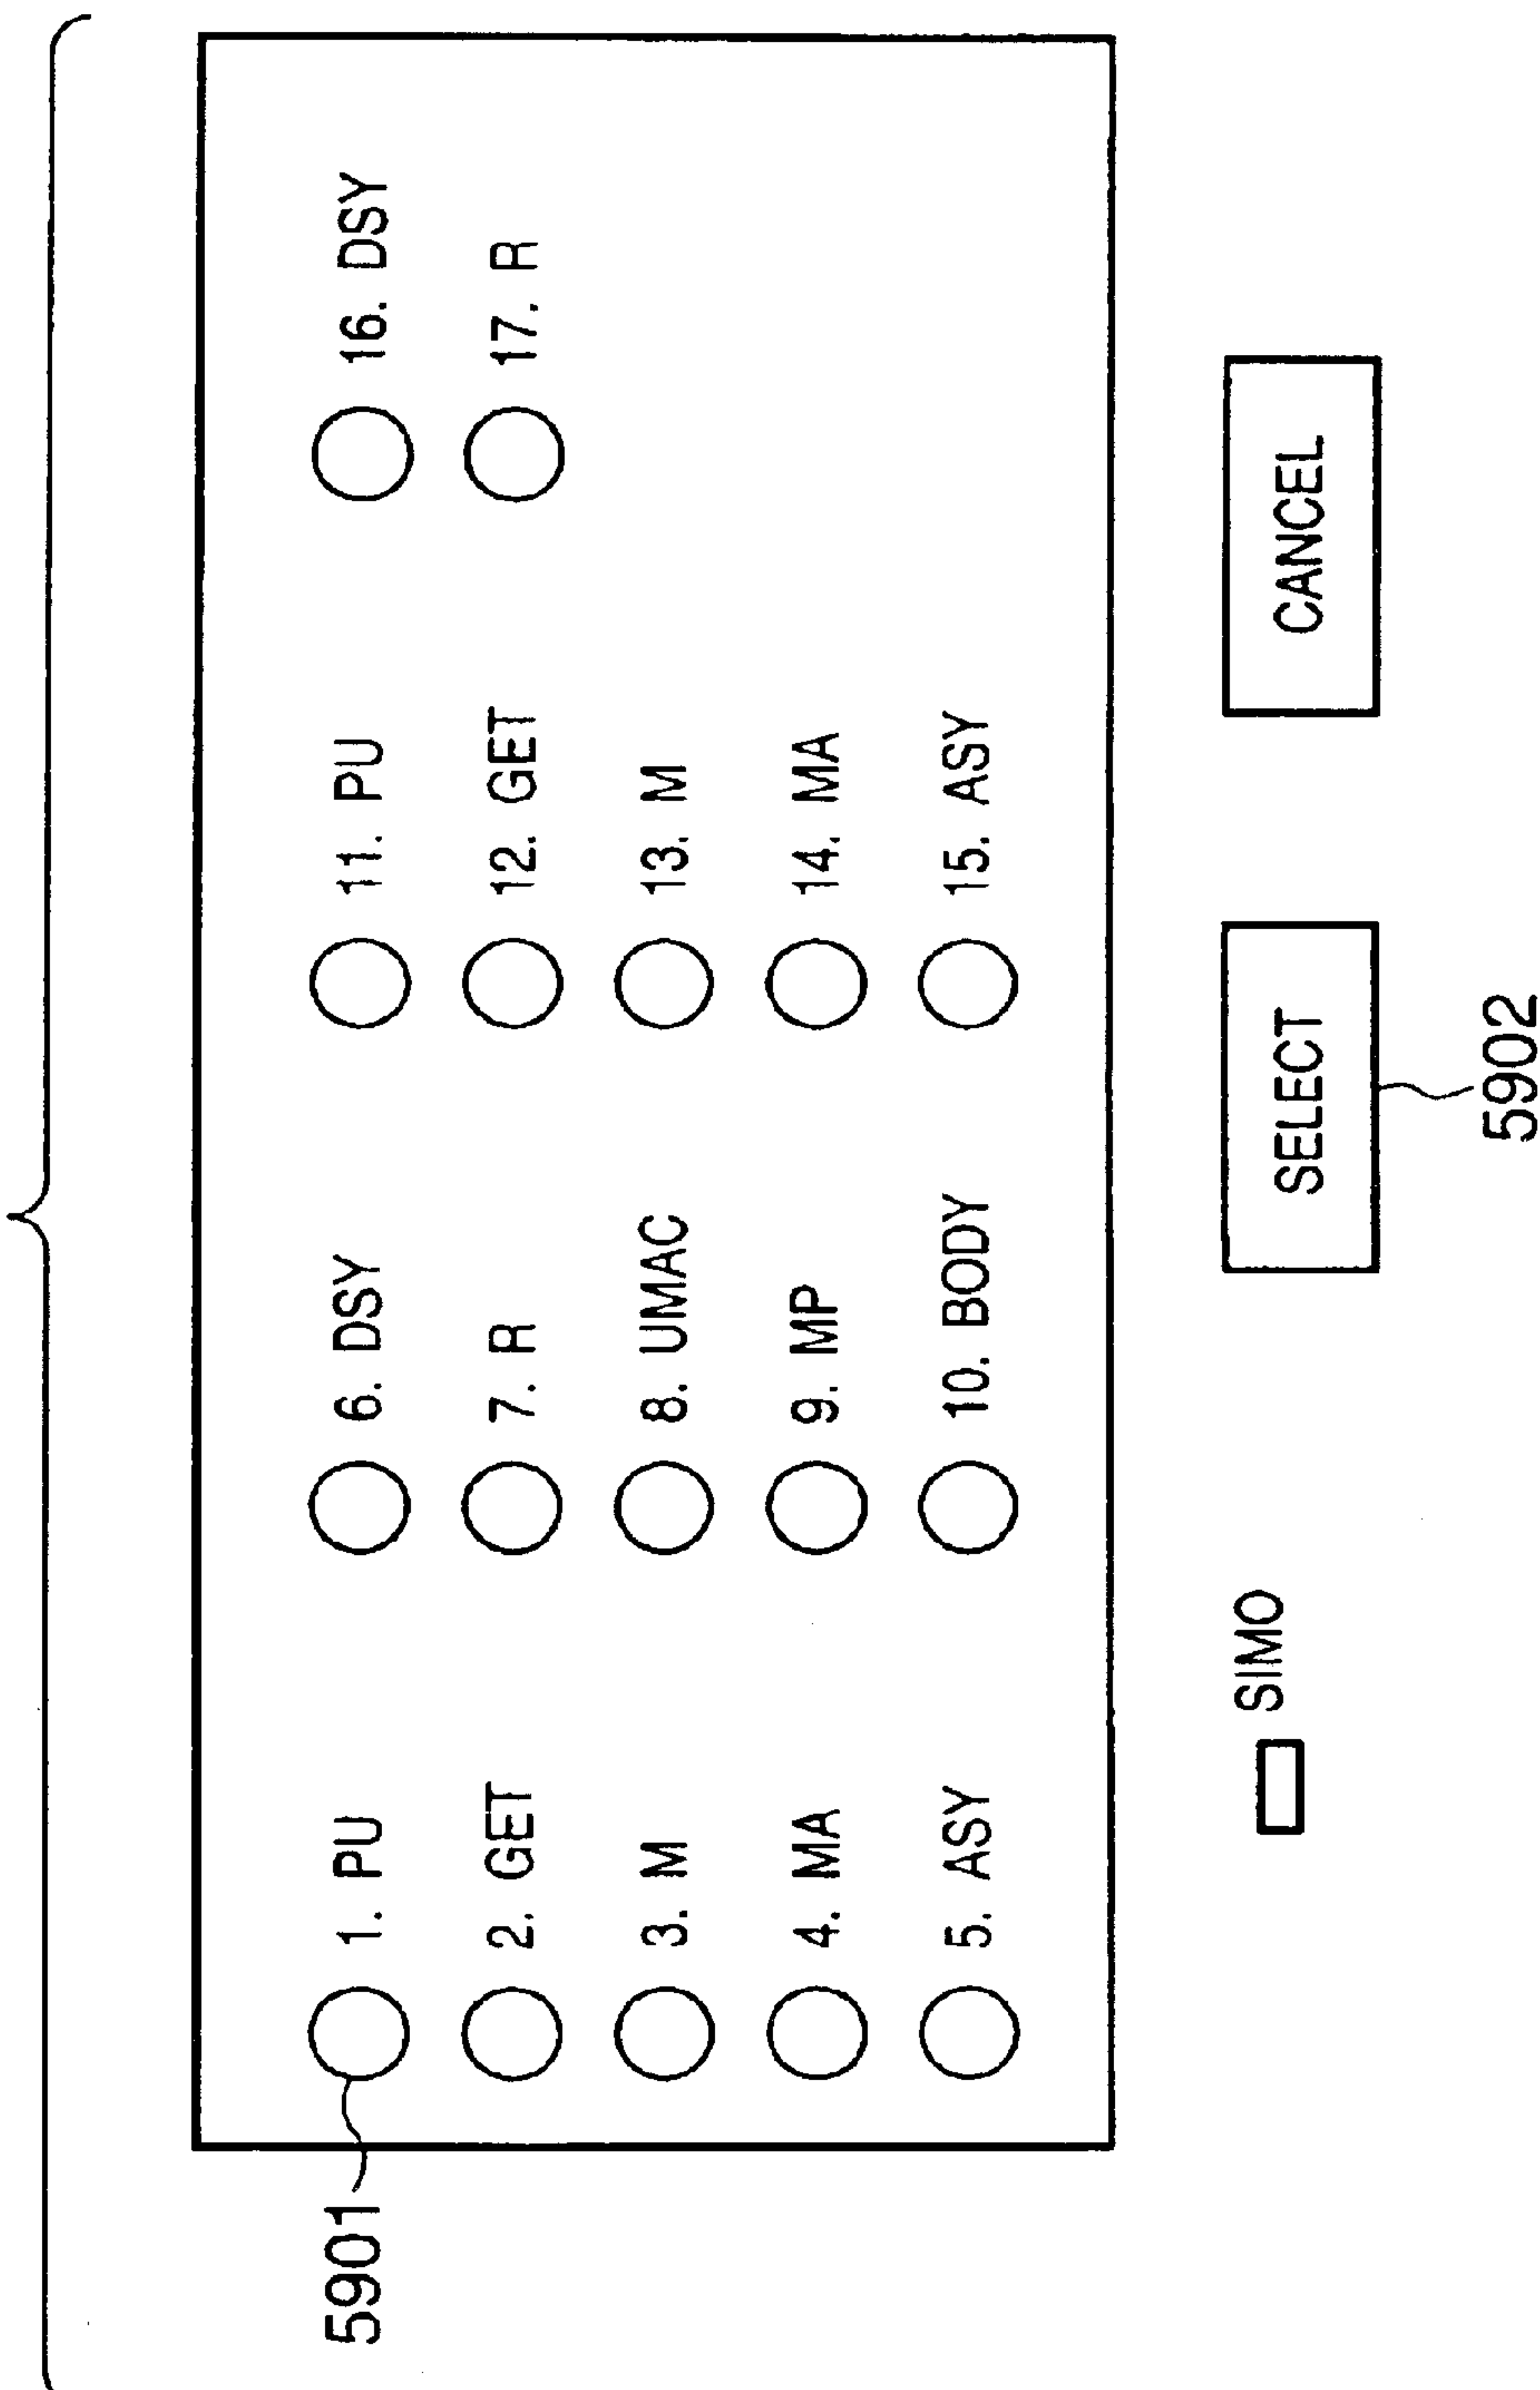 5901
1. PU
2. GET
3. M
4. MA
5. ASY
6. DSY
7. R
8. UMAC
9. MP
10. BODY
11. PU
12. GET
13. M
14. MA
15. ASY
16. DSY
17. R
SIMO
SELECT
CANCEL
5902